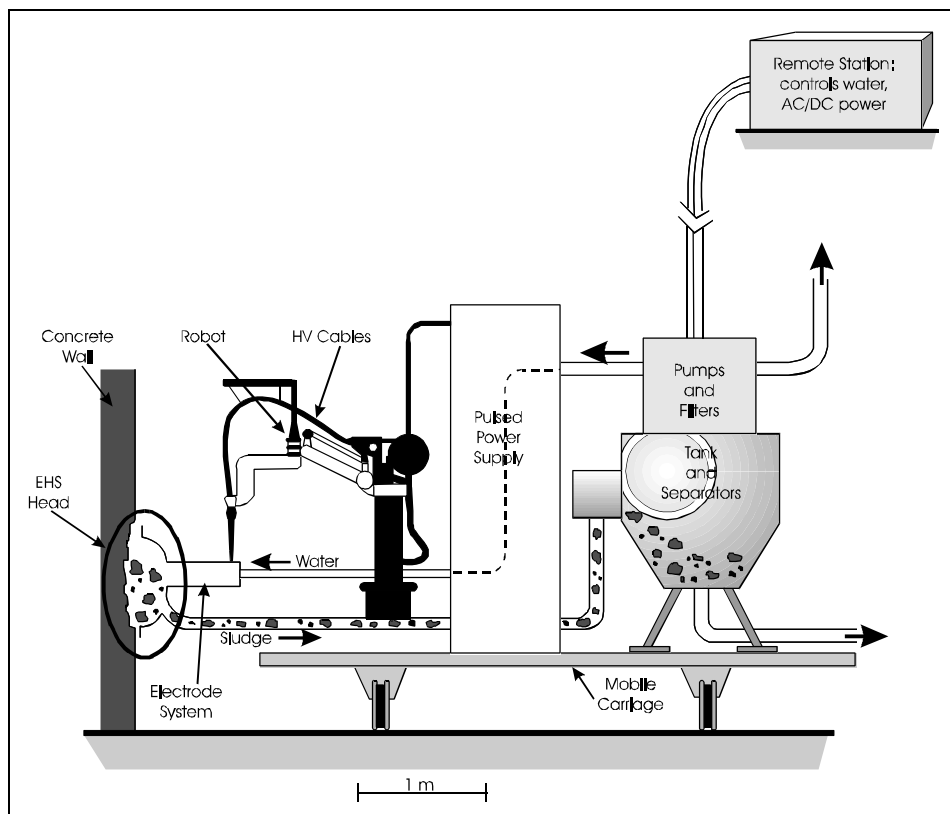 Remote Station:
controls water,
AC/DC power
Concrete
Wall
Robot
HV Cables
Pumps
and
Filters
Pulsed
Power
Supply
Tank
and
Separators
EHS
Head
Water
Sludge
Electrode
System
Mobile
Carriage
1 m